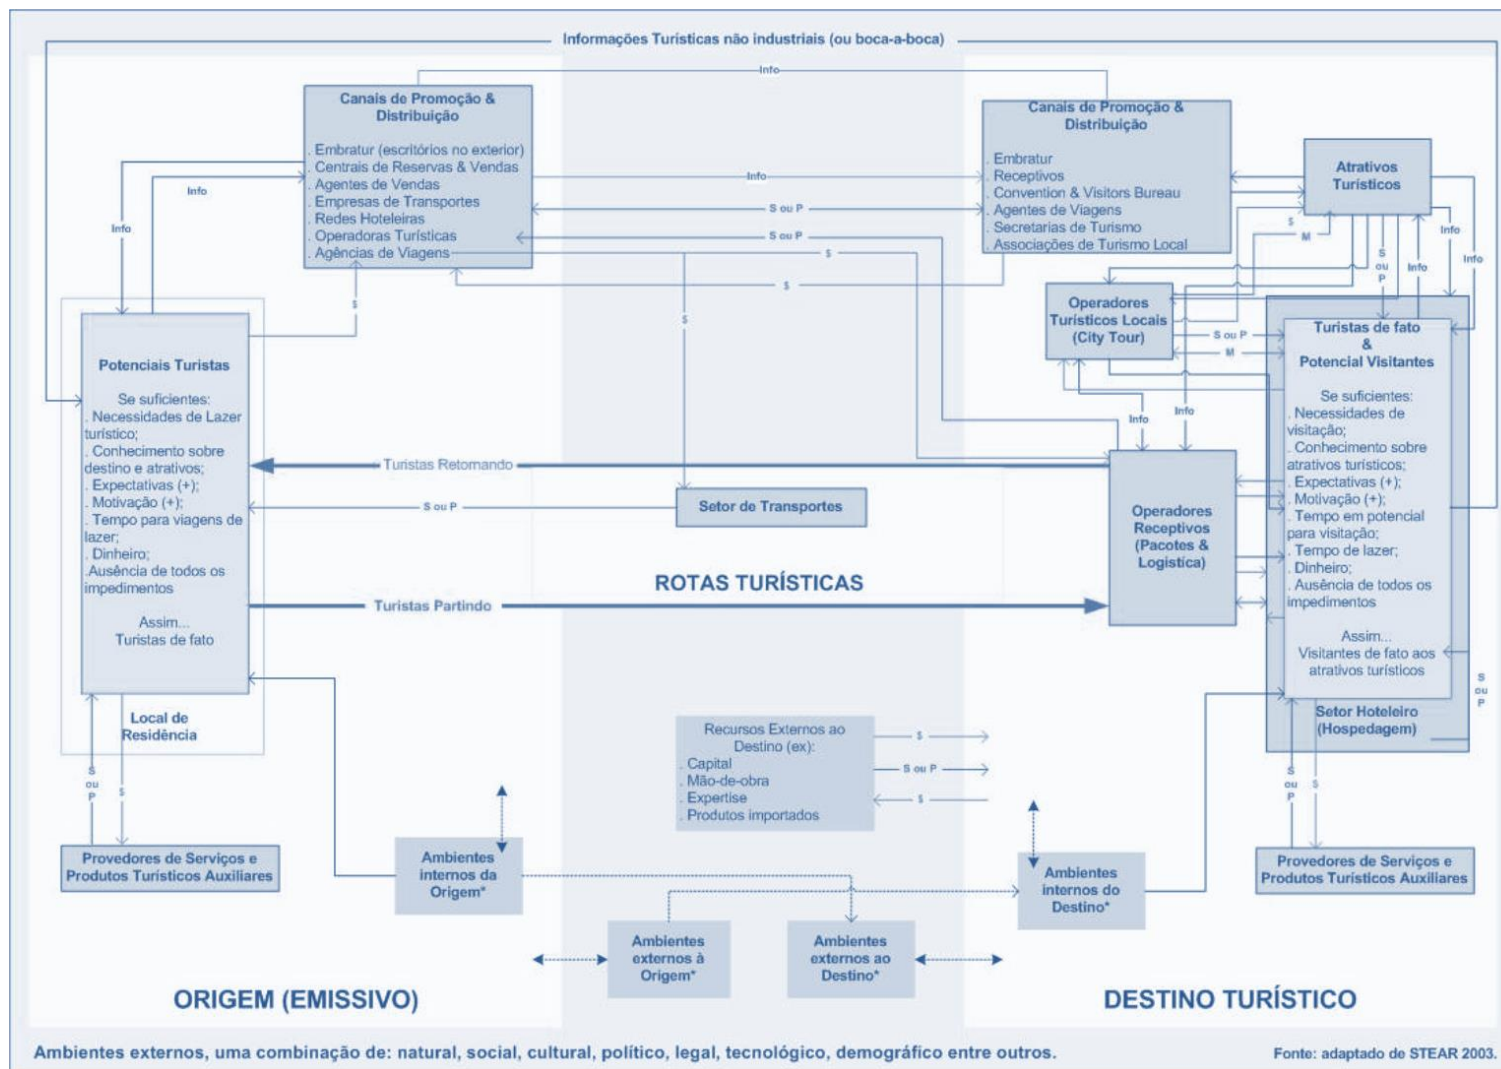 Informações Turísticas não industriais (ou boca-a-boca)
Info
Canais de Promoção &
Distribuição
. Embratur (escritórios no exterior)
. Centrais de Reservas & Vendas
. Agentes de Vendas
. Empresas de Transportes
. Redes Hoteleiras
. Operadoras Turísticas
. Agências de Viagens
Canais de Promoção &
Distribuição
. Embratur
. Receptivos
. Convention & Visitors Bureau
. Agentes de Viagens
. Secretarias de Turismo
. Associações de Turismo Local
Atrativos
Turísticos
Info
Info
Info
S ou P
S ou P
$
$
$
$
$
M
S
ou
P
Info
Info
Info
Operadores
Turísticos Locais
(City Tour)
S ou P
M
Info
Info
Potenciais Turistas
Se suficientes:
. Necessidades de Lazer
turístico;
. Conhecimento sobre
destino e atrativos;
. Expectativas (+);
. Motivação (+);
. Tempo para viagens de
lazer;
. Dinheiro;
.Ausência de todos os
impedimentos
Assim...
Turistas de fato
Local de
Residência
Turistas de fato
&
Potencial Visitantes
Se suficientes:
. Necessidades de
visitação;
. Conhecimento sobre
atrativos turísticos;
. Expectativas (+);
. Motivação (+);
. Tempo em potencial
para visitação;
. Tempo de lazer;
. Dinheiro;
. Ausência de todos os
impedimentos
Assim...
Visitantes de fato aos
atrativos turísticos
Setor Hoteleiro
(Hospedagem)
S
ou
P
Turistas Retornando
S ou P
Setor de Transportes
Operadores
Receptivos
(Pacotes &
Logística)
ROTAS TURÍSTICAS
Turistas Partindo
Recursos Externos ao
Destino (ex):
. Capital
. Mão-de-obra
. Expertise
. Produtos importados
$
S ou P
$
S
ou
P
$
S
ou
P
$
Provedores de Serviços e
Produtos Turísticos Auxiliares
Ambientes
internos da
Origem*
Ambientes
internos do
Destino*
Provedores de Serviços e
Produtos Turísticos Auxiliares
Ambientes
externos à
Origem*
Ambientes
externos ao
Destino*
ORIGEM (EMISSIVO)
DESTINO TURÍSTICO
Ambientes externos, uma combinação de: natural, social, cultural, político, legal, tecnológico, demográfico entre outros.
Fonte: adaptado de STEAR 2003.